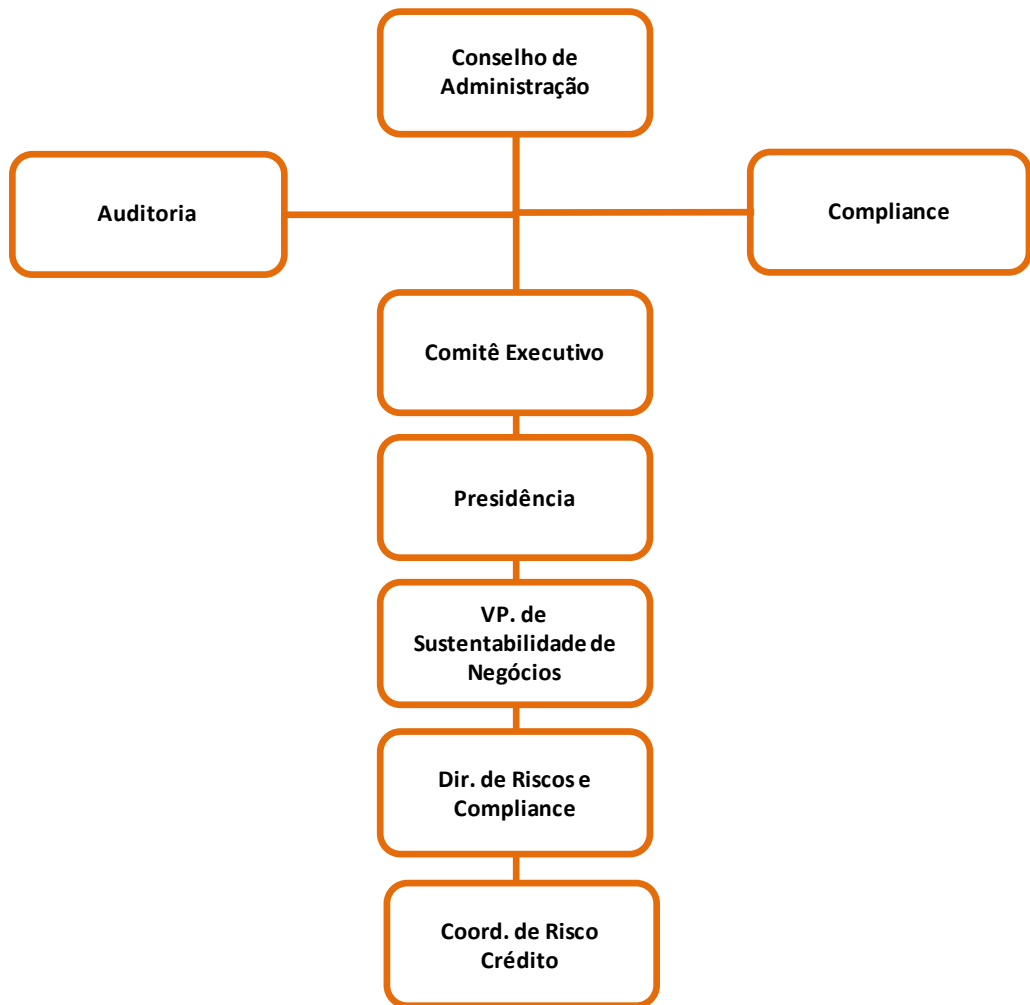 Conselho de
Administração
Auditoria
Compliance
Comitê Executivo
Presidência
VP. de
Sustentabilidade de
Negócios
Dir. de Riscos e
Compliance
Coord. de Risco
Crédito